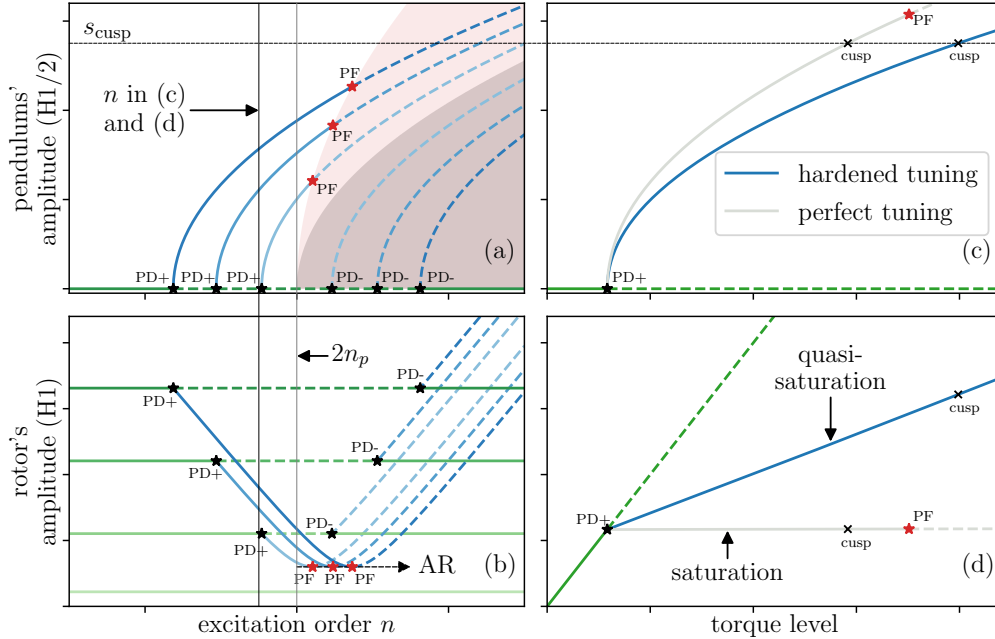 s_cusp
n in (c)
and (d)
PF
PF
PF
PD+
PD+
PD+
PD-
PD-
PD-
(a)
pendulums'
amplitude (H1/2)
PF
cusp
cusp
hardened tuning
perfect tuning
PD+
(c)
2n_p
PD+
PD+
PD+
PD-
PD-
PD-
PF
PF
PF
AR
(b)
rotor's
amplitude (H1)
excitation order n
quasi-
saturation
cusp
PD+
PF
cusp
saturation
(d)
torque level